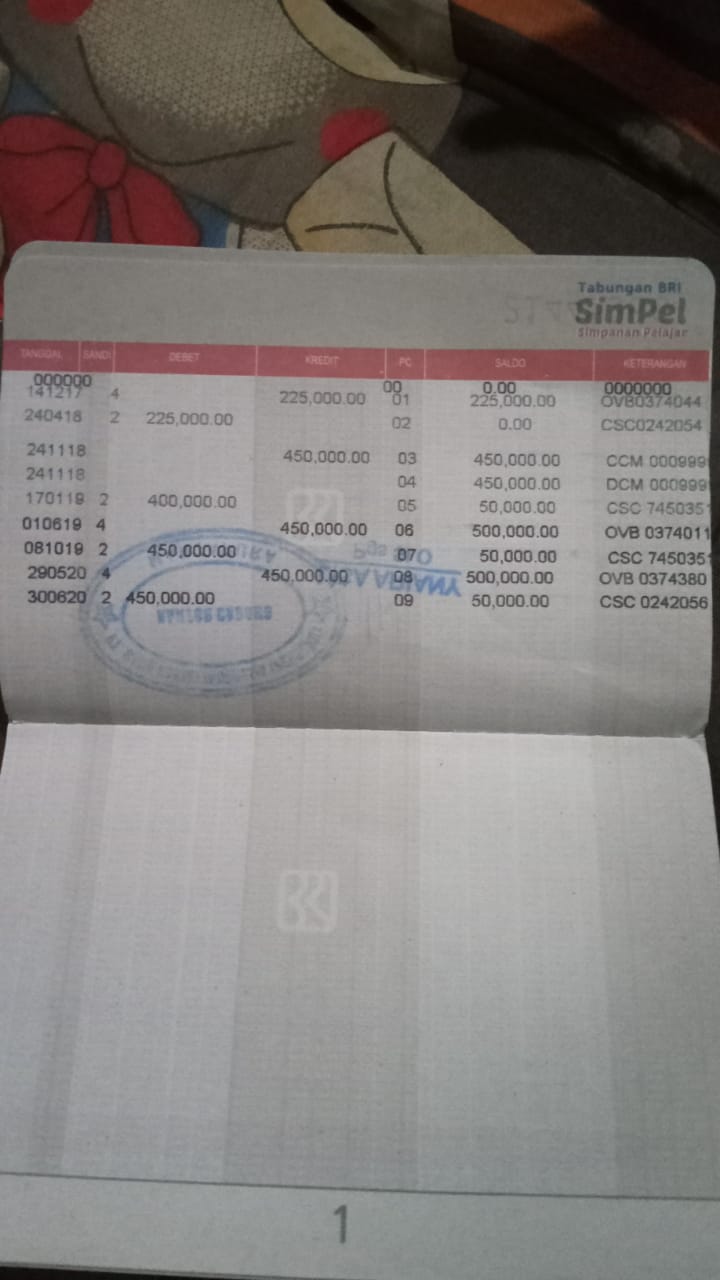 Tabungan BRI
SimPel
Simpanan Pelajar
TANGGAL SANDI DEBET KREDIT PC SALDO KETERANGAN
000000 00 0.00 0000000
141217 4 225,000.00 01 225,000.00 OVB0374044
240418 2 225,000.00 02 0.00 CSC0242054
241118 450,000.00 03 450,000.00 CCM 000999
241118 04 450,000.00 DCM 000999
170119 2 400,000.00 05 50,000.00 CSC 745035
010619 4 450,000.00 06 500,000.00 OVB 0374011
081019 2 450,000.00 07 50,000.00 CSC 745035
290520 4 450,000.00 08 500,000.00 OVB 0374380
300620 2 450,000.00 09 50,000.00 CSC 0242056
1